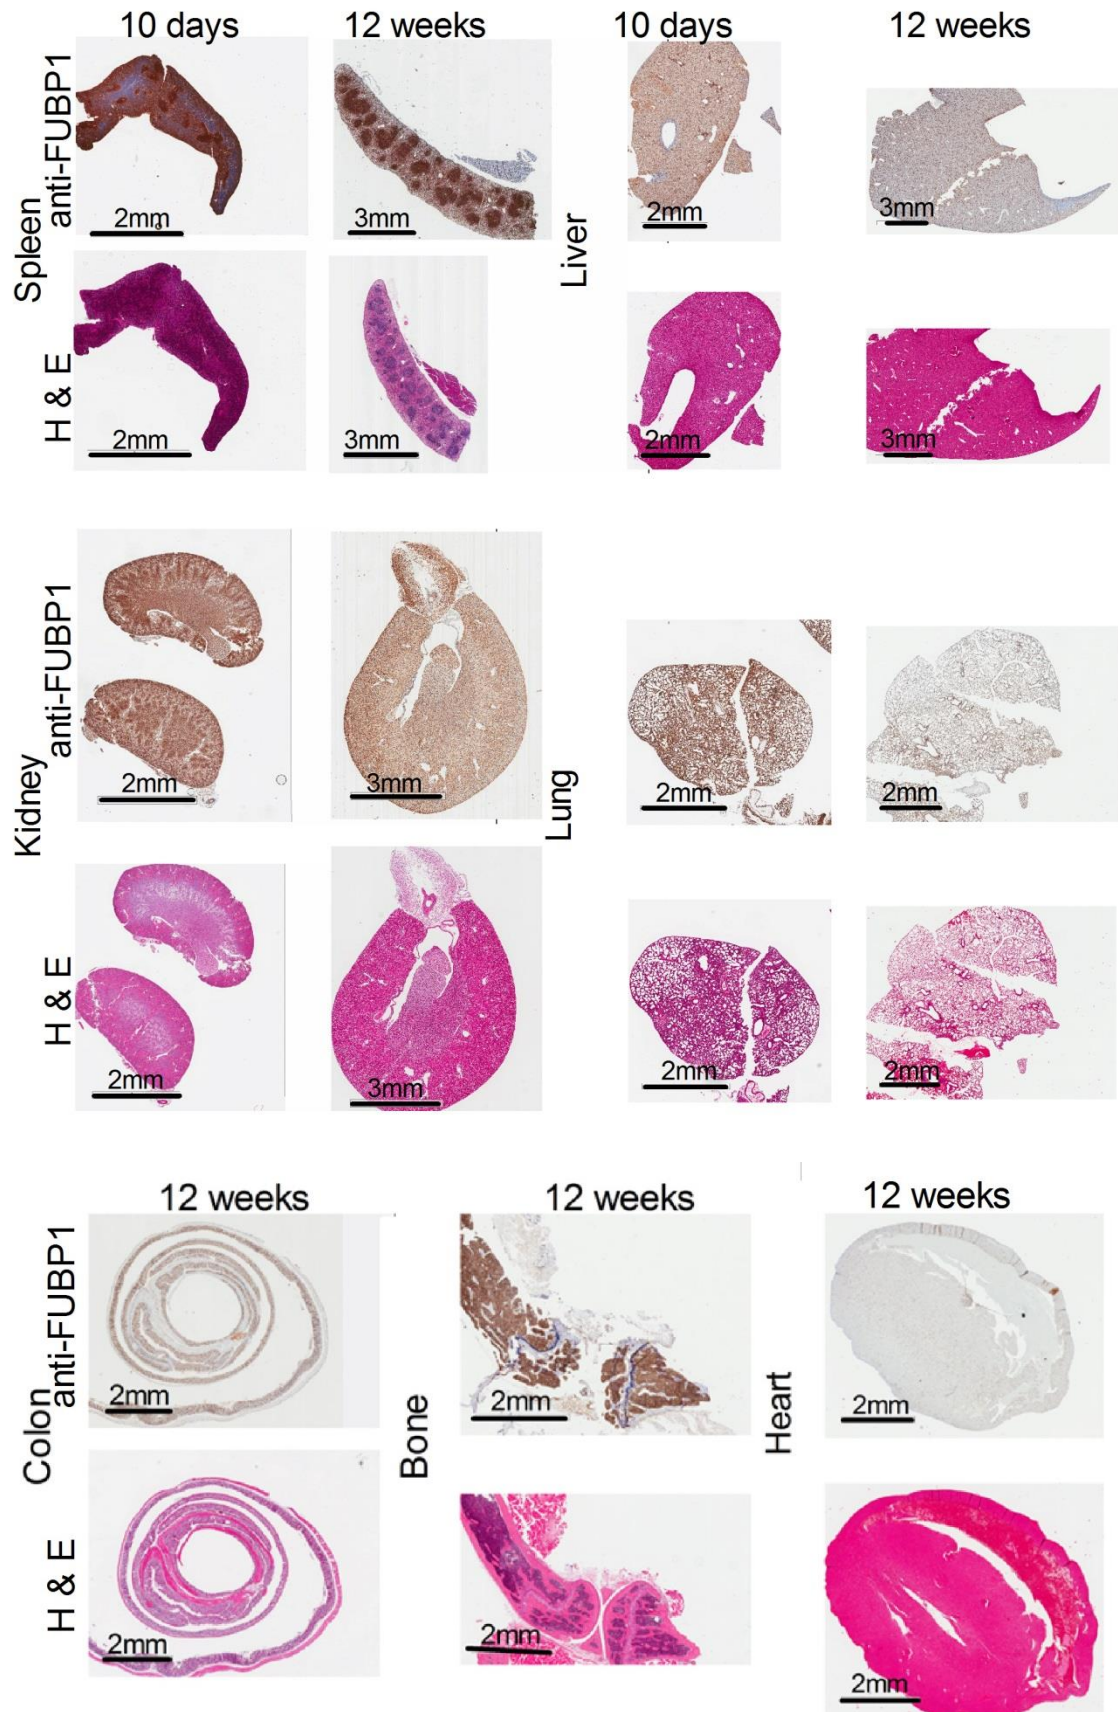 10 days
12 weeks
10 days
12 weeks
Spleen
anti-FUBP1
2mm
3mm
Liver
2mm
3mm
H & E
2mm
3mm
2mm
3mm
Kidney
anti-FUBP1
2mm
3mm
Lung
2mm
2mm
H & E
2mm
3mm
2mm
2mm
12 weeks
12 weeks
12 weeks
Colon
anti-FUBP1
2mm
Bone
2mm
Heart
2mm
H & E
2mm
2mm
2mm